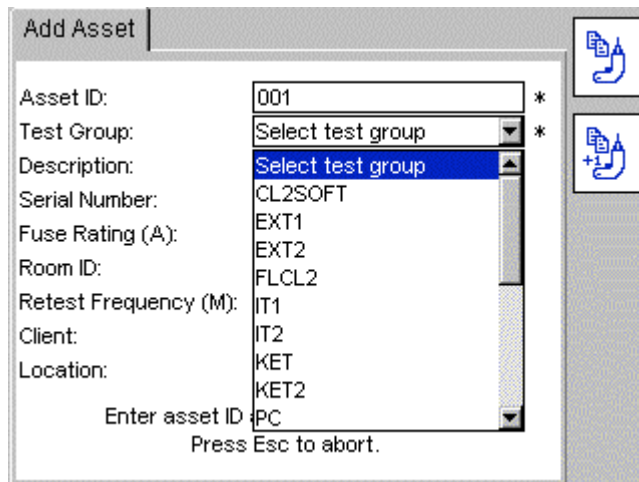 Add Asset
Asset ID: 001 *
Test Group: Select test group *
Description: Select test group
Serial Number: CL2SOFT
EXT1
Fuse Rating (A):
EXT2
Room ID: FLCL2
Retest Frequency (M): IT1
Client: IT2
Location: KET
KET2
Enter asset ID PC
Press Esc to abort.
+1